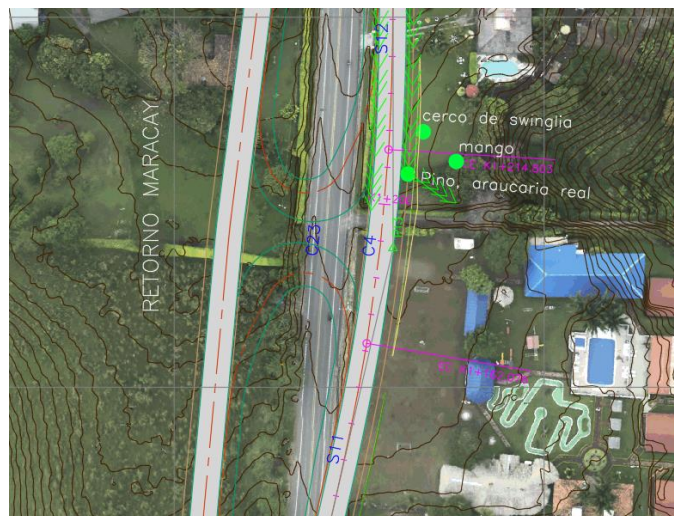 S12
cerco de swinglia
mango
Pino, araucaria real
RETORNO MARACAY
C23
C4
S11